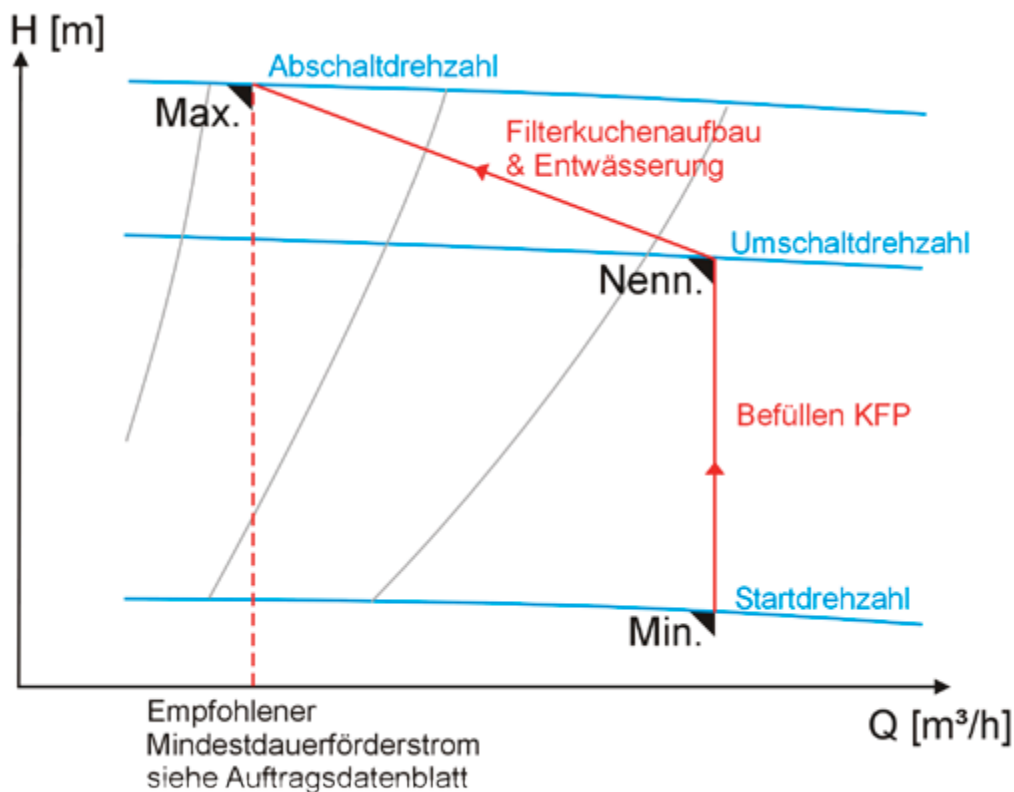 H [m]
Abschaltdrehzahl
Max.
Filterkuchenaufbau
& Entwässerung
Umschaltdrehzahl
Nenn.
Befüllen KFP
Startdrehzahl
Min.
Empfohlener
Mindestdauerförderstrom
siehe Auftragsdatenblatt
Q [m³/h]